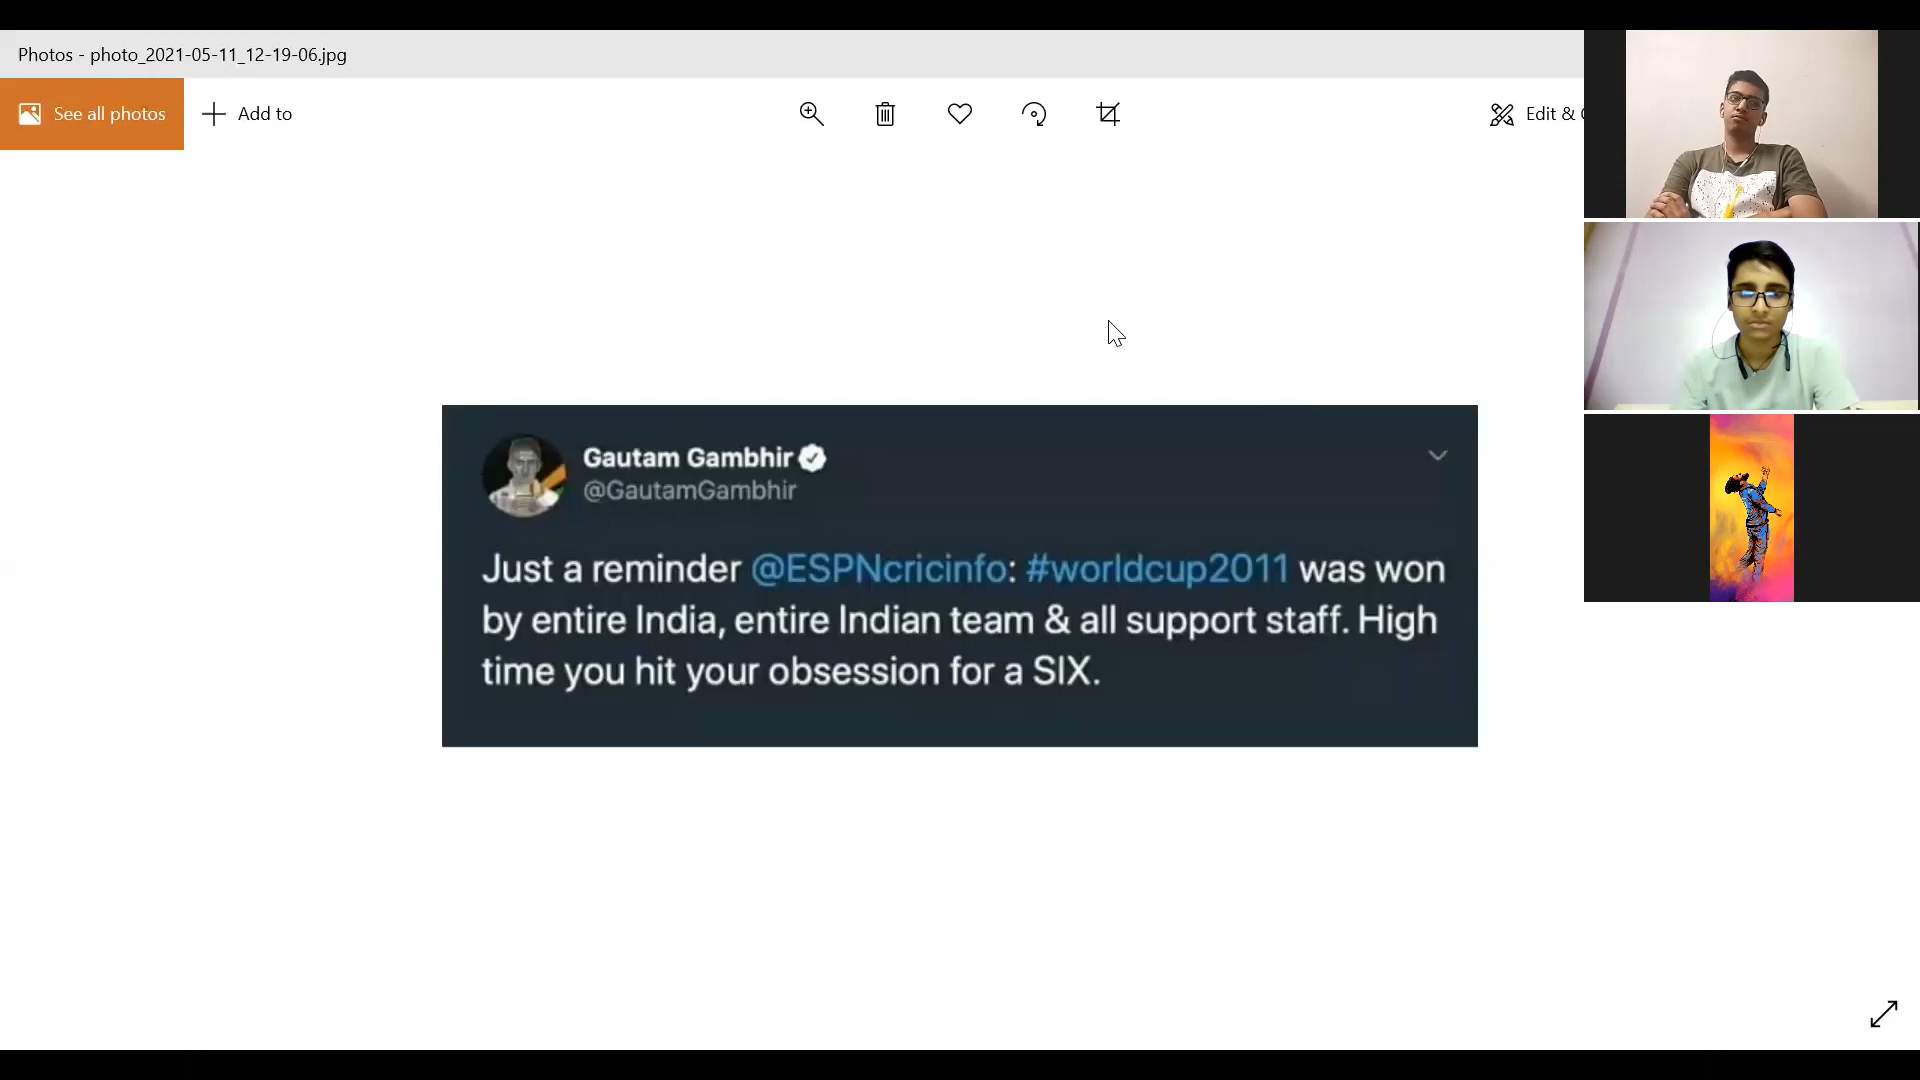 Photos - photo_2021-05-11_12-19-06.jpg
See all photos
Add to
Edit &
Gautam Gambhir
@GautamGambhir
Just a reminder @ESPNcricinfo: #worldcup2011 was won
by entire India, entire Indian team & all support staff. High
time you hit your obsession for a SIX.